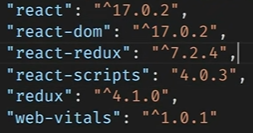 "react": "^17.0.2",
"react-dom": "^17.0.2",
"react-redux": "^7.2.4",
"react-scripts": "4.0.3",
"redux": "^4.1.0",
"web-vitals": "^1.0.1"